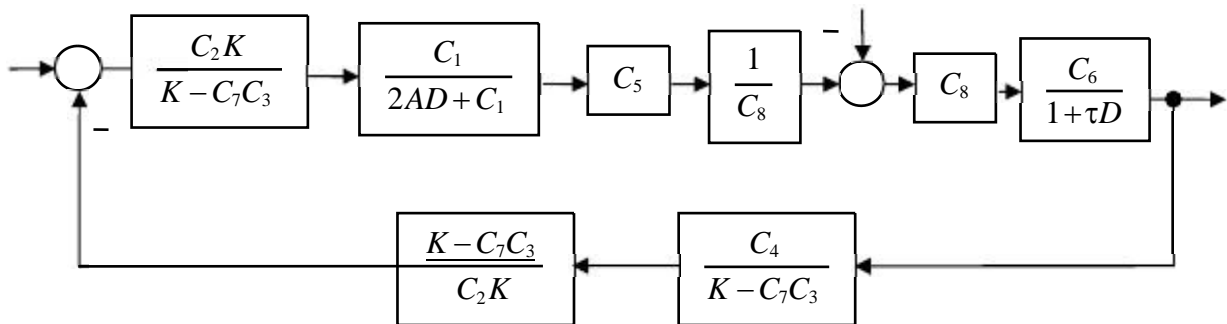 C₂K / K − C₇C₃
C₁ / 2AD + C₁
C₅
1 / C₈
−
C₈
C₆ / 1 + τD
−
K − C₇C₃ / C₂K
C₄ / K − C₇C₃